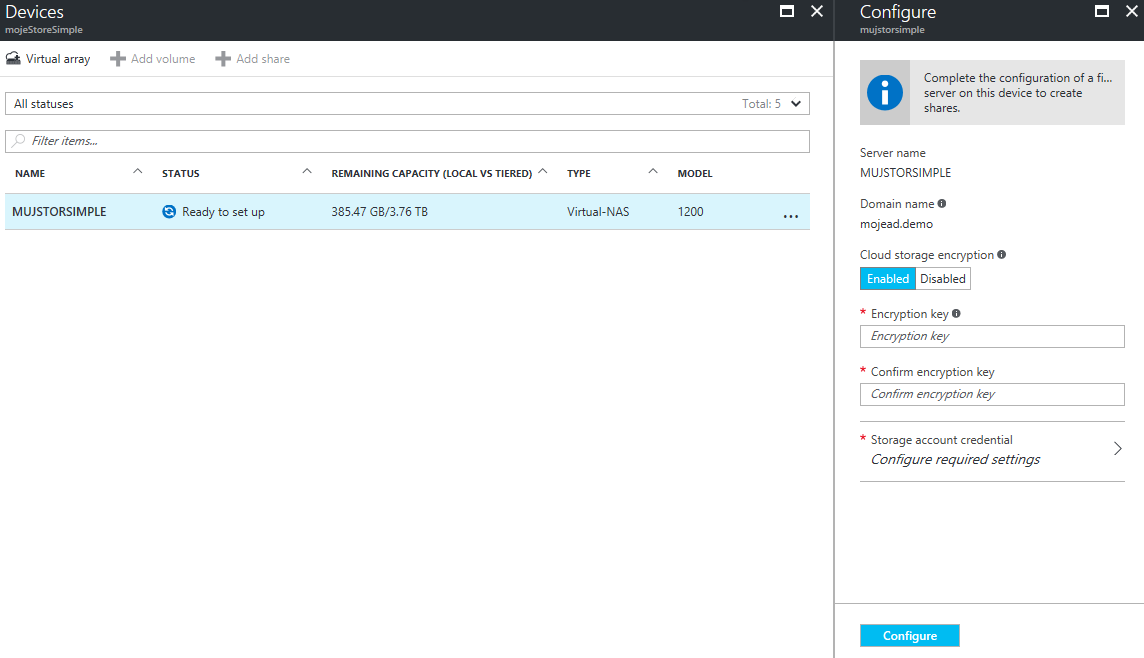 Devices
mojeStoreSimple
Virtual array
Add volume
Add share
All statuses
Total: 5
Filter items...
NAME
STATUS
REMAINING CAPACITY (LOCAL VS TIERED)
TYPE
MODEL
MUJSTORSIMPLE
Ready to set up
385.47 GB/3.76 TB
Virtual-NAS
1200
...
Configure
mujstorsimple
Complete the configuration of a fi...
server on this device to create
shares.
Server name
MUJSTORSIMPLE
Domain name
mojead.demo
Cloud storage encryption
Enabled
Disabled
* Encryption key
Encryption key
* Confirm encryption key
Confirm encryption key
* Storage account credential
Configure required settings
Configure